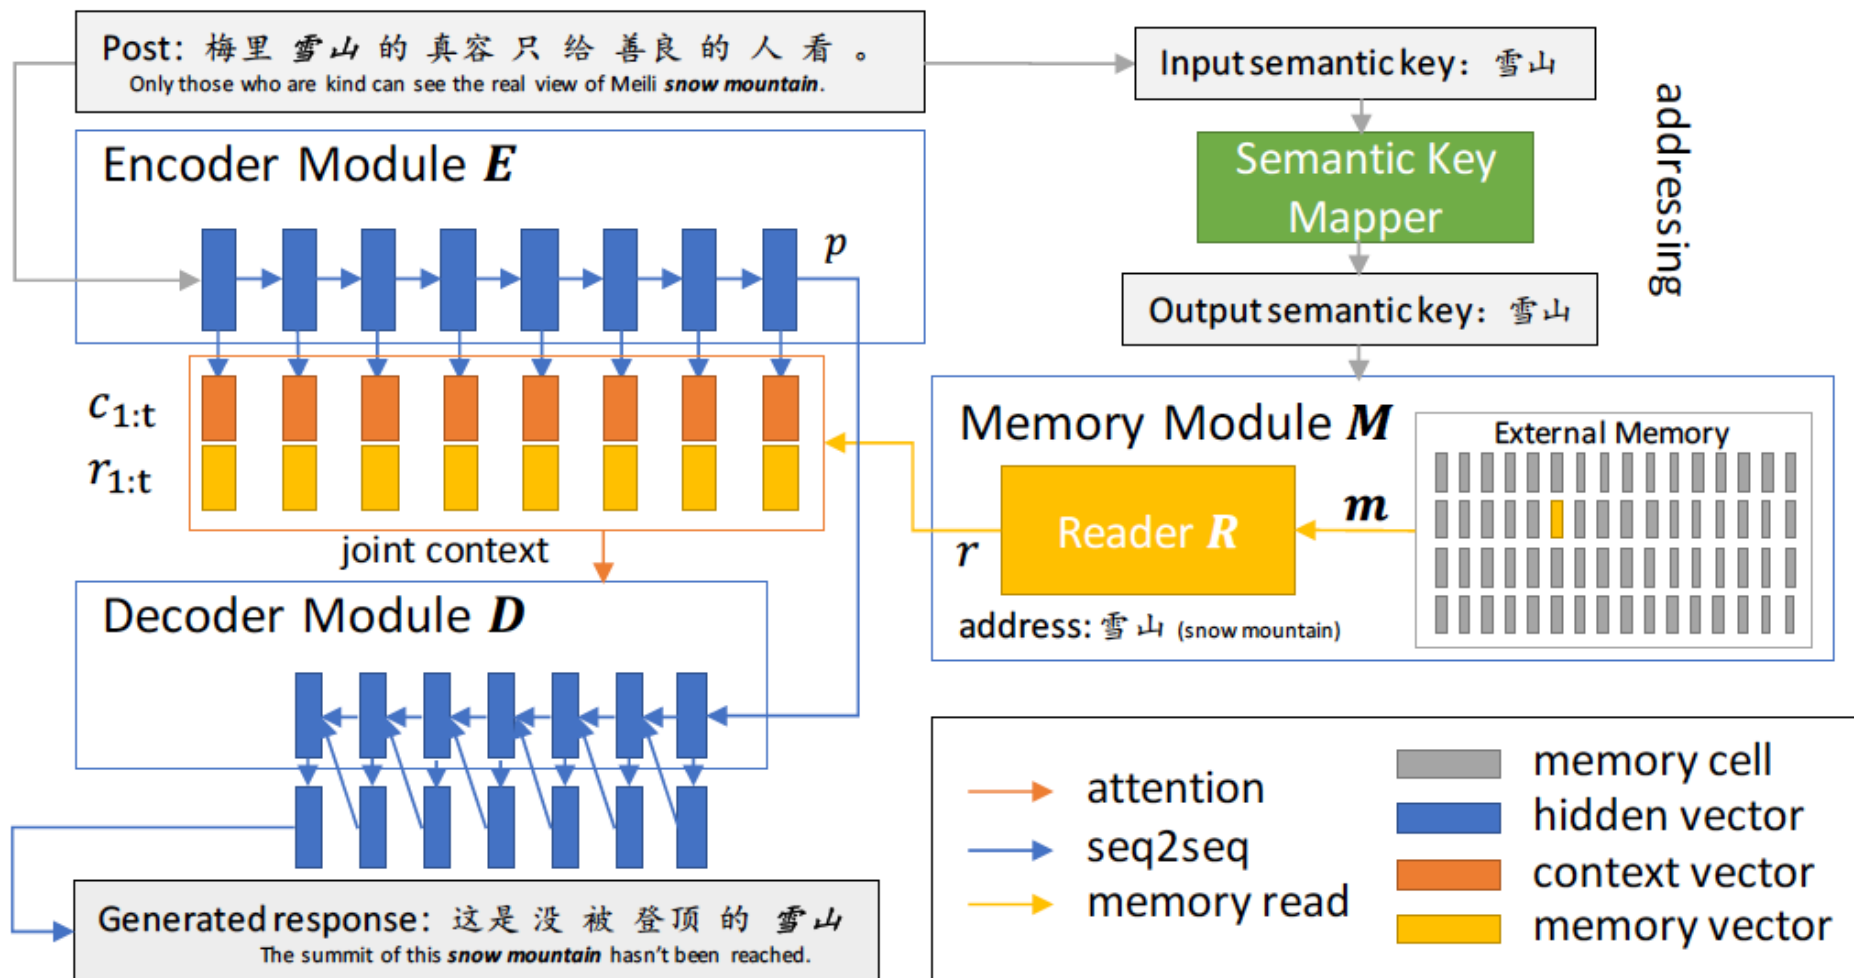 Post: 梅里 雪山 的 真容 只 给 善良 的 人 看 。
Only those who are kind can see the real view of Meili snow mountain.
Input semantic key: 雪山
addressing
Encoder Module E
Semantic Key
Mapper
p
Output semantic key: 雪山
c1:t
r1:t
joint context
Memory Module M
External Memory
m
Reader R
r
address: 雪山 (snow mountain)
Decoder Module D
attention
seq2seq
memory read
memory cell
hidden vector
context vector
memory vector
Generated response: 这是 没 被 登顶 的 雪山
The summit of this snow mountain hasn't been reached.